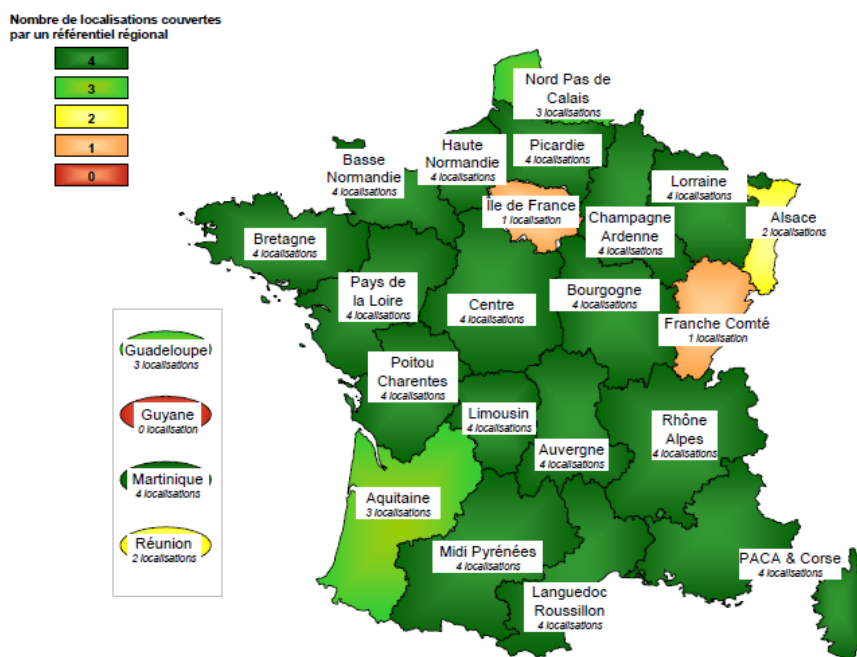 Nombre de localisations couvertes
par un référentiel régional
4
3
2
1
0
Nord Pas de
Calais
3 localisations
Picardie
4 localisations
Haute
Normandie
4 localisations
Basse
Normandie
4 localisations
Île de France
1 localisation
Champagne
Ardenne
4 localisations
Lorraine
4 localisations
Alsace
2 localisations
Bretagne
4 localisations
Pays de
la Loire
4 localisations
Centre
4 localisations
Bourgogne
4 localisations
Franche Comté
1 localisation
Poitou
Charentes
4 localisations
Limousin
4 localisations
Auvergne
4 localisations
Rhône
Alpes
4 localisations
Aquitaine
3 localisations
Midi Pyrénées
4 localisations
Languedoc
Roussillon
4 localisations
PACA & Corse
4 localisations
Guadeloupe
3 localisations
Guyane
0 localisation
Martinique
4 localisations
Réunion
2 localisations